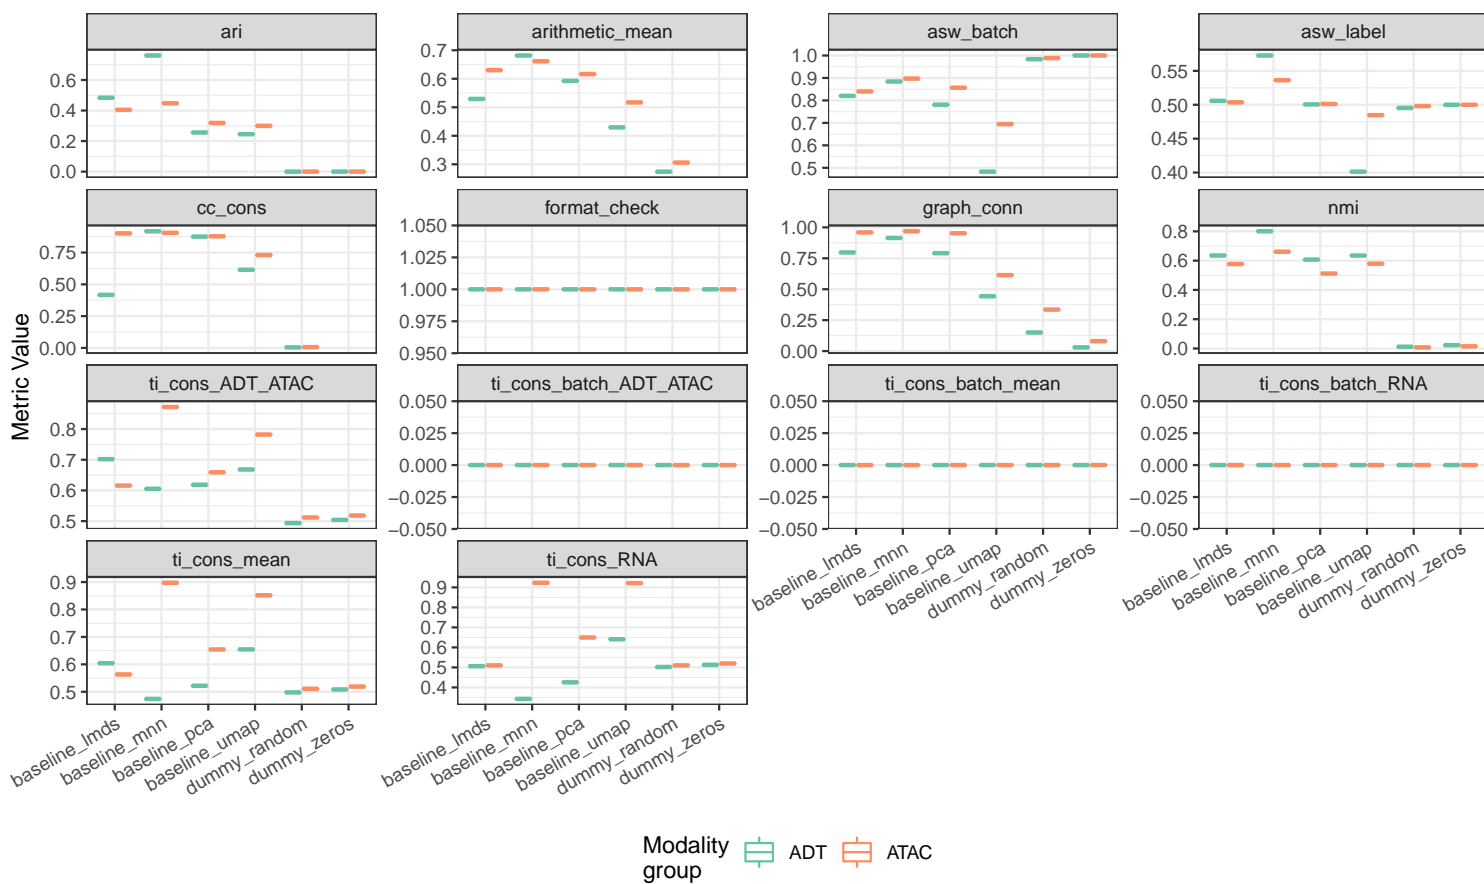 ari
arithmetic_mean
asw_batch
asw_label
0.6
0.4
0.2
0.0
0.7
0.6
0.5
0.4
0.3
1.0
0.9
0.8
0.7
0.6
0.5
0.55
0.50
0.45
0.40
cc_cons
format_check
graph_conn
nmi
0.75
0.50
0.25
0.00
1.050
1.025
1.000
0.975
0.950
1.00
0.75
0.50
0.25
0.00
0.8
0.6
0.4
0.2
0.0
Metric Value
ti_cons_ADT_ATAC
ti_cons_batch_ADT_ATAC
ti_cons_batch_mean
ti_cons_batch_RNA
0.8
0.7
0.6
0.5
0.050
0.025
0.000
−0.025
−0.050
0.050
0.025
0.000
−0.025
−0.050
0.050
0.025
0.000
−0.025
−0.050
ti_cons_mean
ti_cons_RNA
0.9
0.8
0.7
0.6
0.5
0.9
0.8
0.7
0.6
0.5
0.4
baseline_lmds
baseline_mnn
baseline_pca
baseline_umap
dummy_random
dummy_zeros
baseline_lmds
baseline_mnn
baseline_pca
baseline_umap
dummy_random
dummy_zeros
baseline_lmds
baseline_mnn
baseline_pca
baseline_umap
dummy_random
dummy_zeros
baseline_lmds
baseline_mnn
baseline_pca
baseline_umap
dummy_random
dummy_zeros
Modality
group
ADT
ATAC